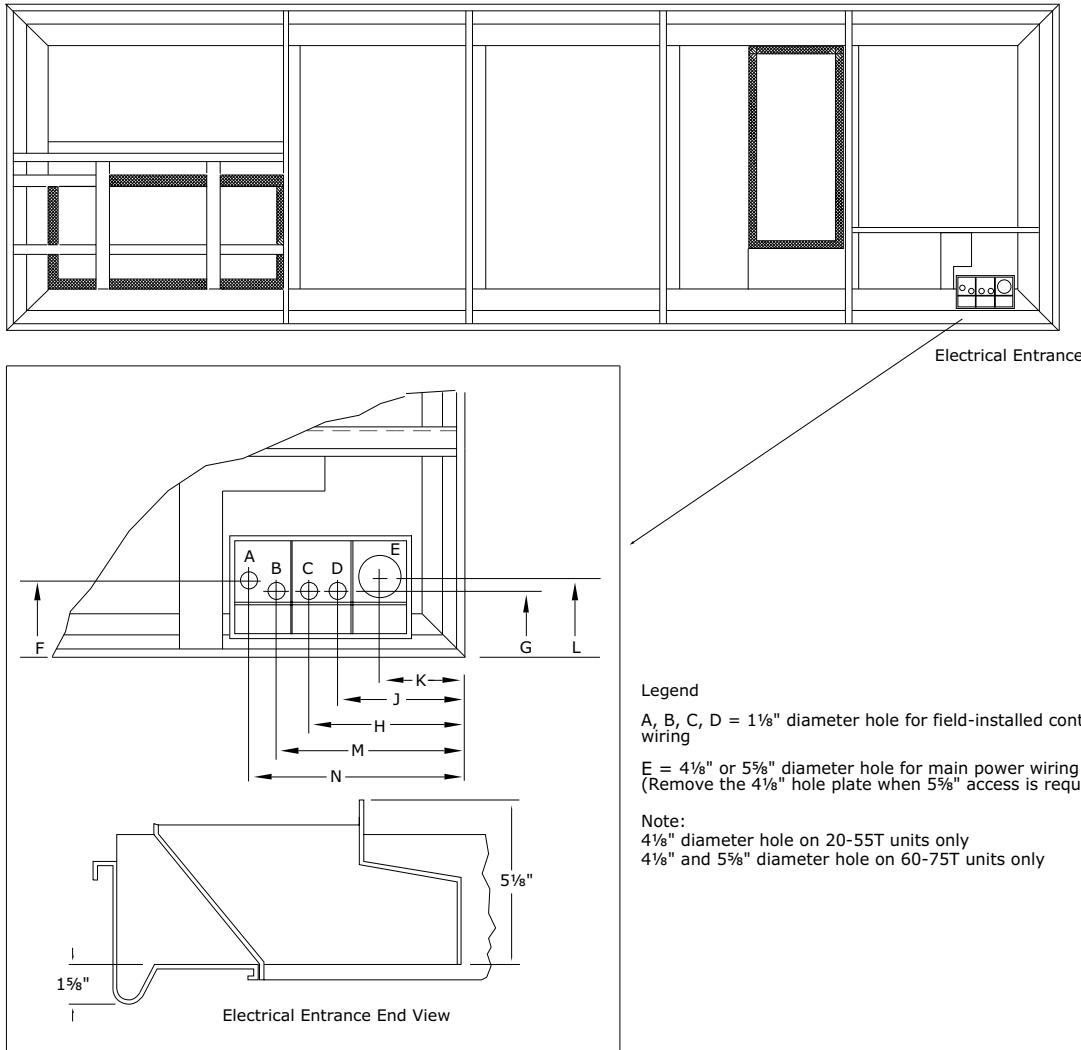 Electrical Entrance
A
B
C
D
E
F
G
L
K
J
H
M
N
5⅛"
1⅝"
Electrical Entrance End View
Legend
A, B, C, D = 1⅛" diameter hole for field-installed
wiring
E = 4⅛" or 5⅝" diameter hole for main power wiring
(Remove the 4⅛" hole plate when 5⅝" access is
Note:
4⅛" diameter hole on 20-55T units only
4⅛" and 5⅝" diameter hole on 60-75T units only